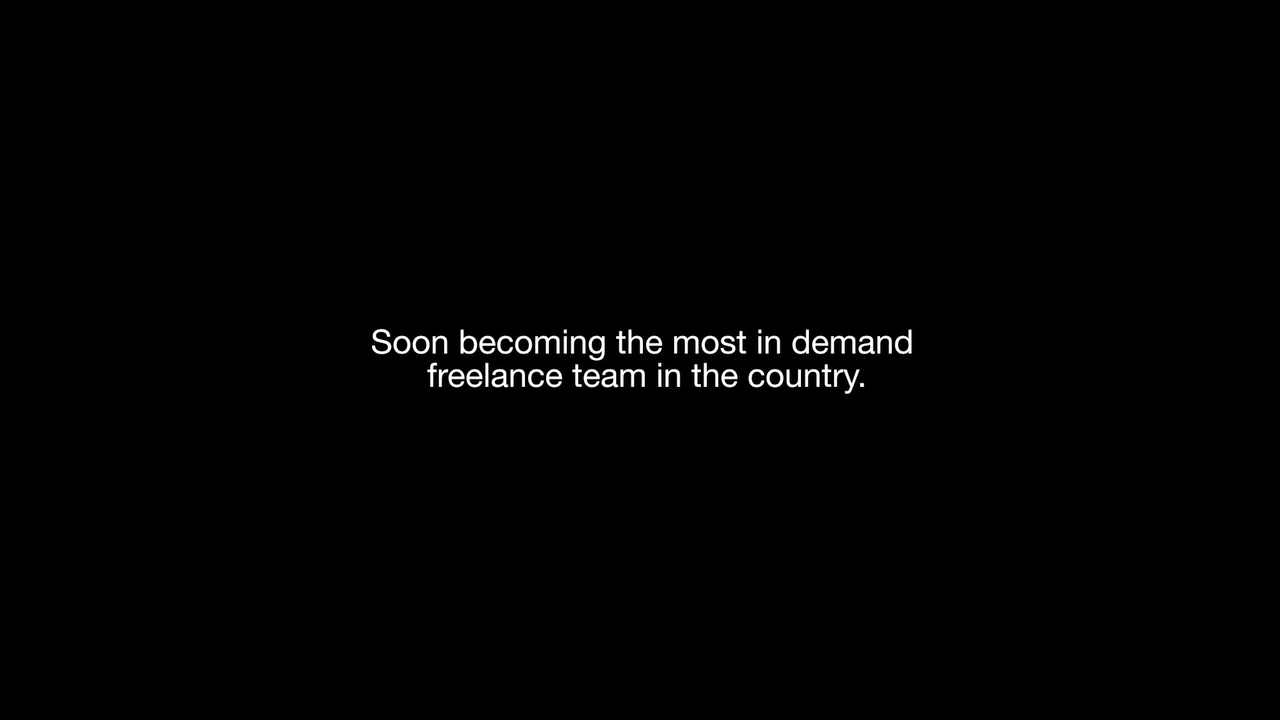 Soon becoming the most in demand
freelance team in the country.